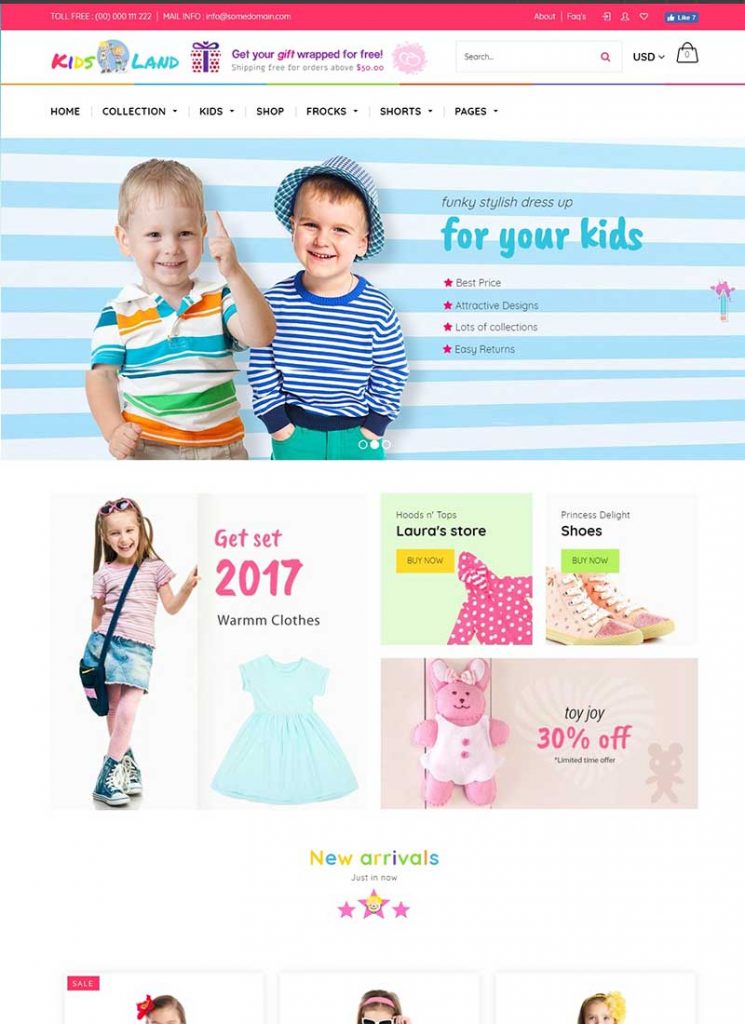 TOLL FREE : (00) 000 111 222 | MAIL INFO : info@somedomain.com
About | Faq's
Like 7
KIDS LAND
Get your gift wrapped for free!
Shipping free for orders above $50.00
Search...
USD
0
HOME
COLLECTION
KIDS
SHOP
FROCKS
SHORTS
PAGES
funky stylish dress up
for your kids
Best Price
Attractive Designs
Lots of collections
Easy Returns
Get set
2017
Warmm Clothes
Hoods n' Tops
Laura's store
BUY NOW
Princess Delight
Shoes
BUY NOW
toy joy
30% off
*Limited time offer
New arrivals
Just in now
SALE